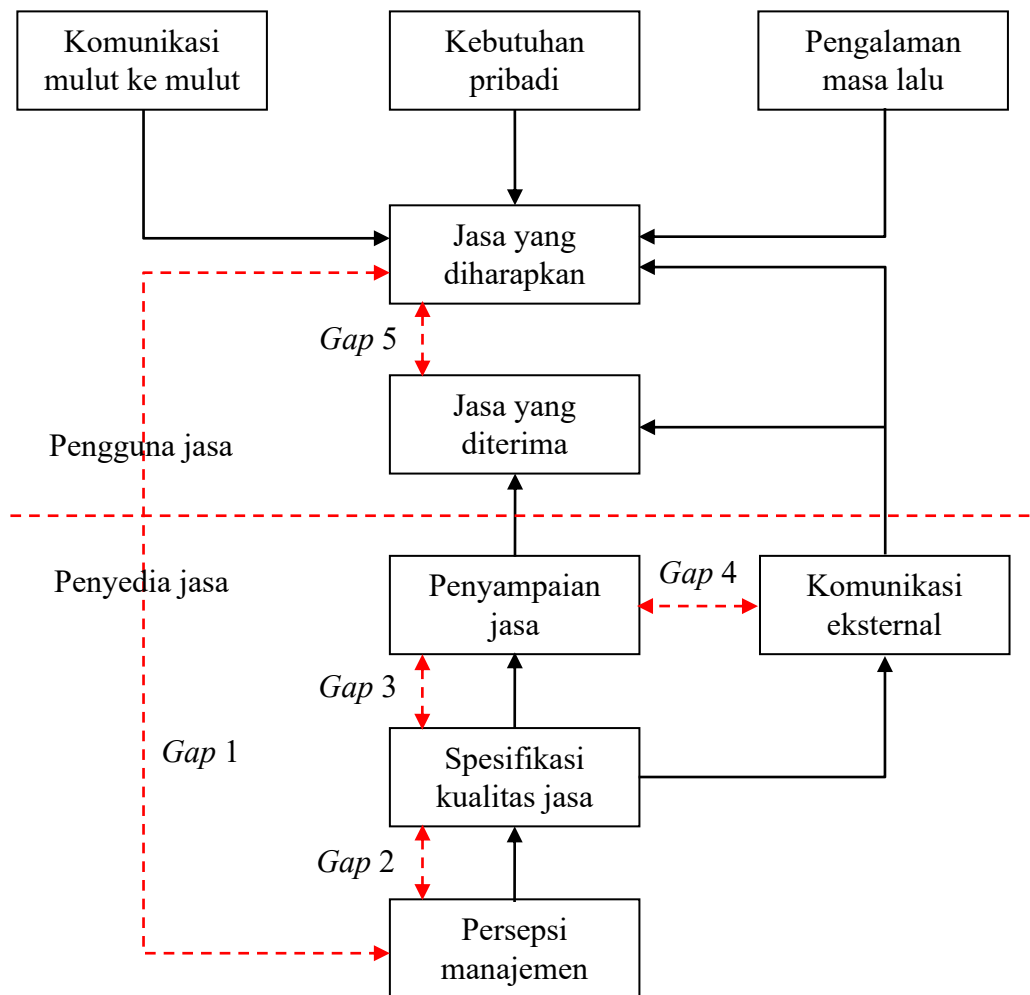 Komunikasi
mulut ke mulut
Kebutuhan
pribadi
Pengalaman
masa lalu
Jasa yang
diharapkan
Gap 5
Jasa yang
diterima
Pengguna jasa
Penyedia jasa
Penyampaian
jasa
Gap 4
Komunikasi
eksternal
Gap 3
Gap 1
Spesifikasi
kualitas jasa
Gap 2
Persepsi
manajemen